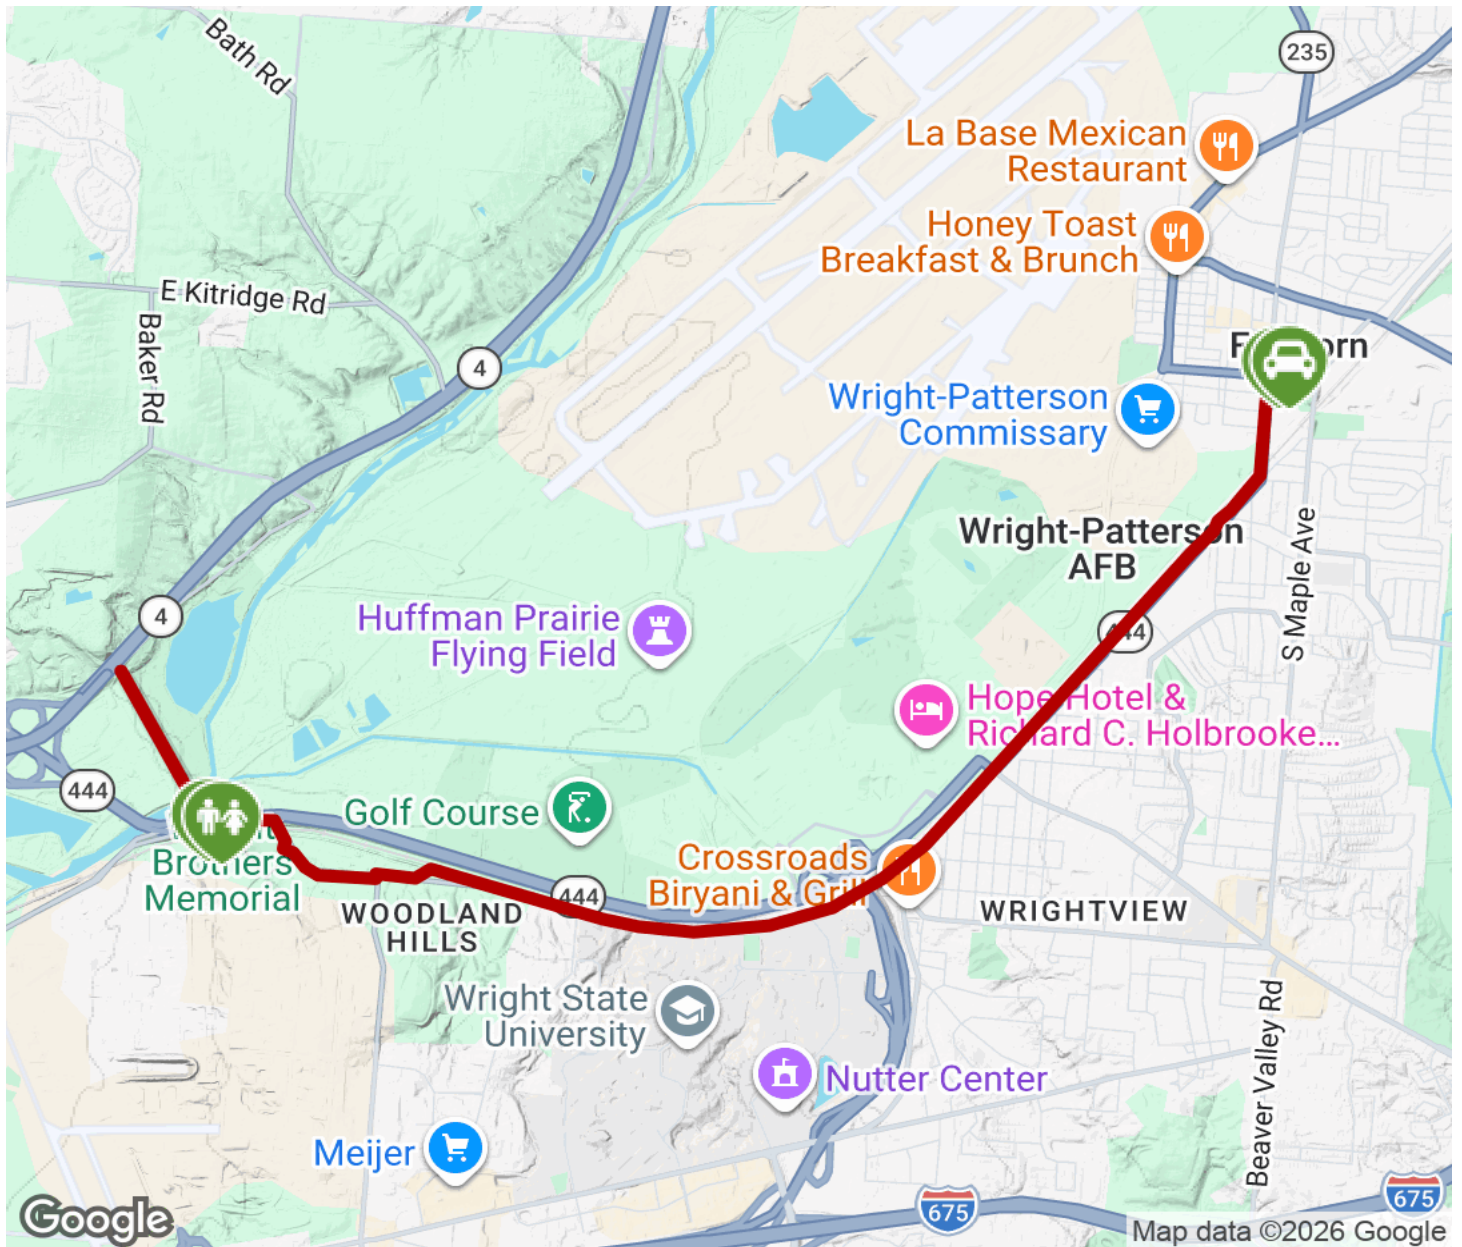 Bath Rd
235
La Base Mexican
Restaurant
Honey Toast
Breakfast & Brunch
E Kitridge Rd
Baker Rd
4
Wright-Patterson
Commissary
Wright-Patterson
AFB
S Maple Ave
4
Huffman Prairie
Flying Field
444
Hope Hotel &
Richard C. Holbrooke...
444
Golf Course
Brothers
Memorial
Crossroads
Biryani & Grill
444
WOODLAND
HILLS
WRIGHTVIEW
Wright State
University
Nutter Center
Beaver Valley Rd
Meijer
675
675
Google
Map data ©2026 Google